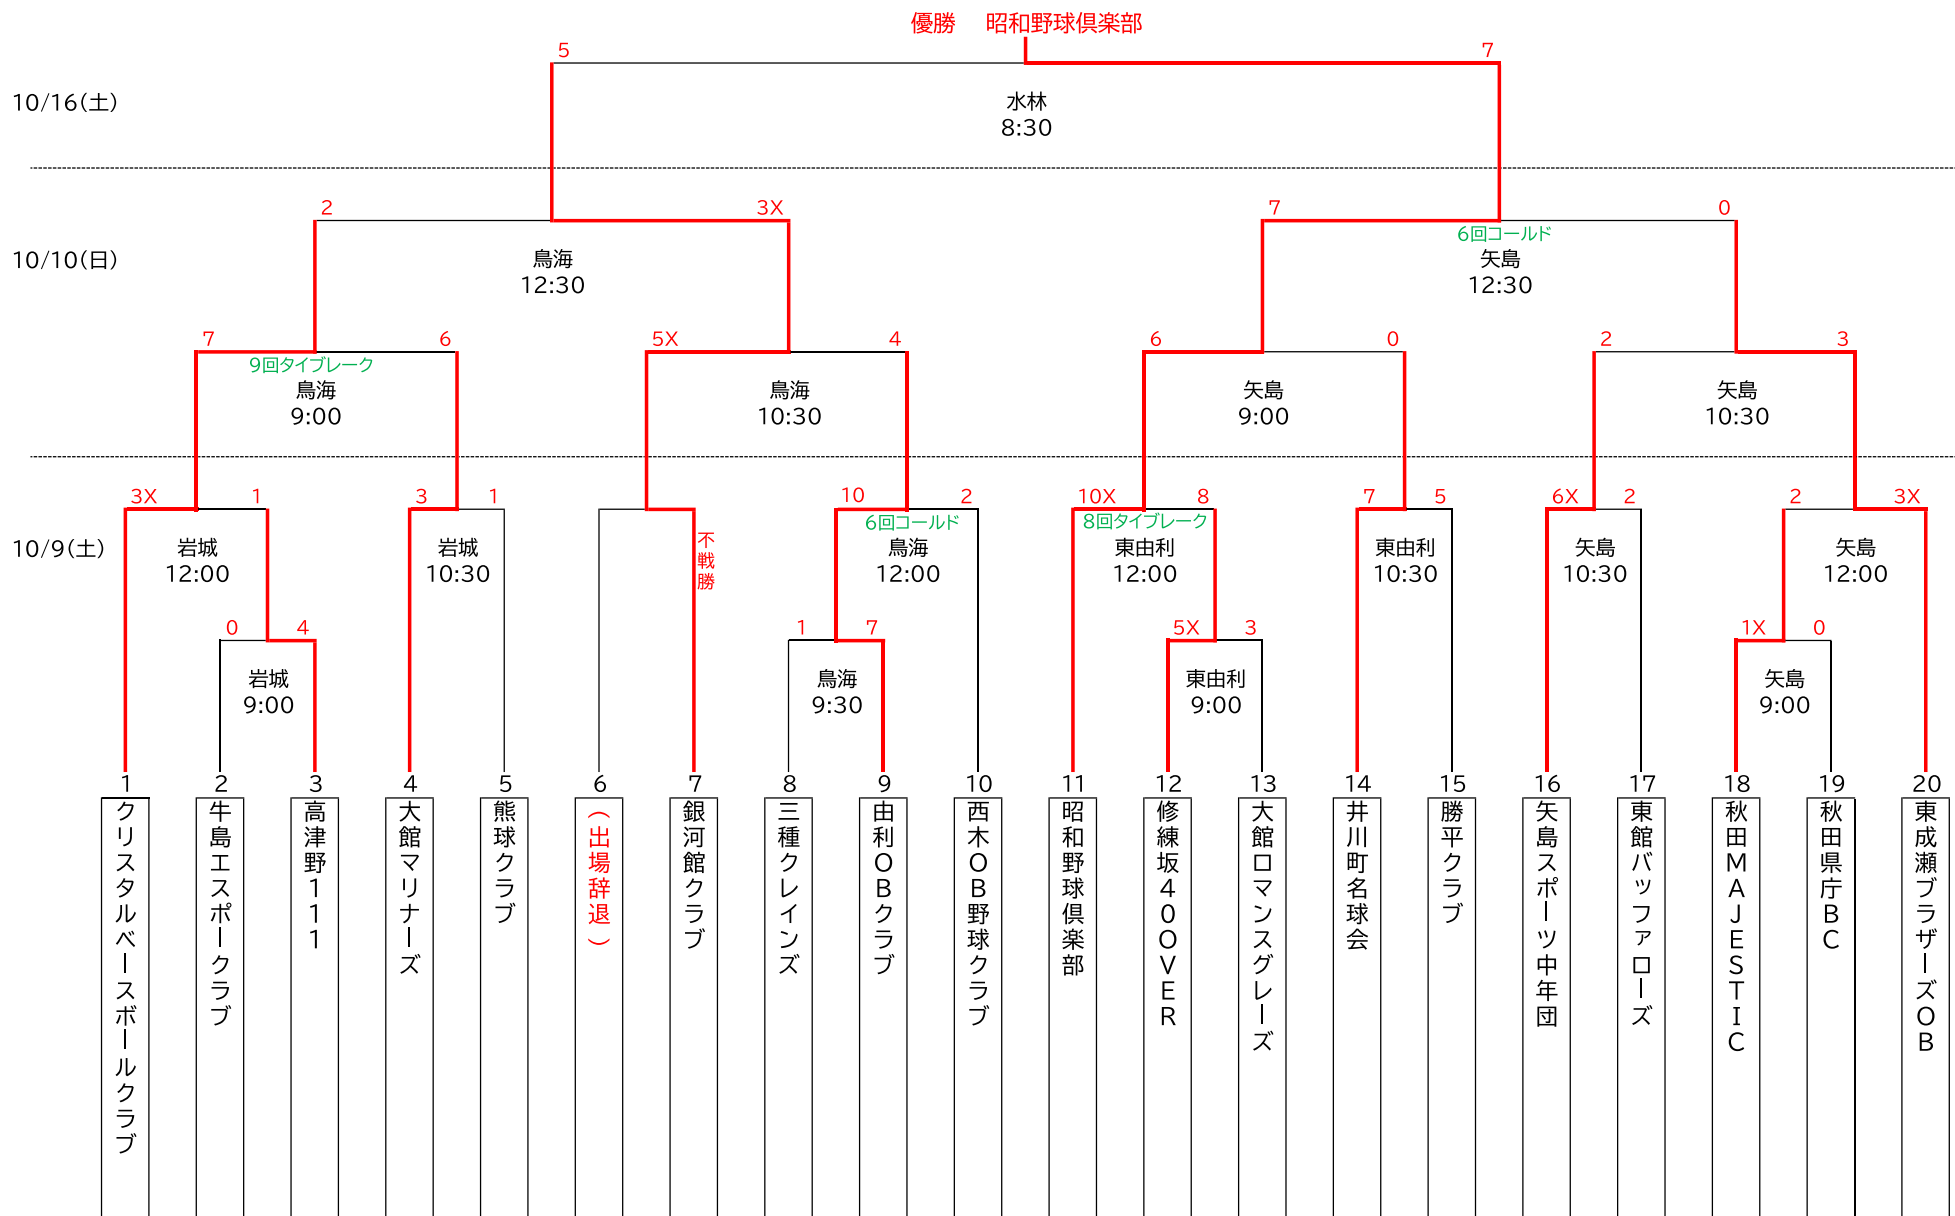 優勝 昭和野球倶楽部
5 7
10/16(土)
水林
8:30
2 3X 7 0
6回コールド
10/10(日)
鳥海 矢島
12:30 12:30
7 6 5X 4 6 0 2 3
9回タイブレーク
鳥海 鳥海 矢島 矢島
9:00 10:30 9:00 10:30
3X 1 3 1 10 2 10X 8 7 5 6X 2 2 3X
6回コールド 8回タイブレーク
不戦勝
10/9(土)
岩城 岩城 鳥海 東由利 東由利 矢島 矢島
12:00 10:30 12:00 12:00 10:30 10:30 12:00
0 4 1 7 5X 3 1X 0
岩城 鳥海 東由利 矢島
9:00 9:30 9:00 9:00
1 2 3 4 5 6 7 8 9 10 11 12 13 14 15 16 17 18 19 20
クリスタルベースボールクラブ
牛島エスポークラブ
高津野111
大館マリナーズ
熊球クラブ
(出場辞退)
銀河館クラブ
三種クレインズ
由利OBクラブ
西木OB野球クラブ
昭和野球倶楽部
修練坂40OVER
大館ロマンスグレーズ
井川町名球会
勝平クラブ
矢島スポーツ中年団
東館バッファローズ
秋田MAJESTIC
秋田県庁BC
東成瀬ブラザーズOB